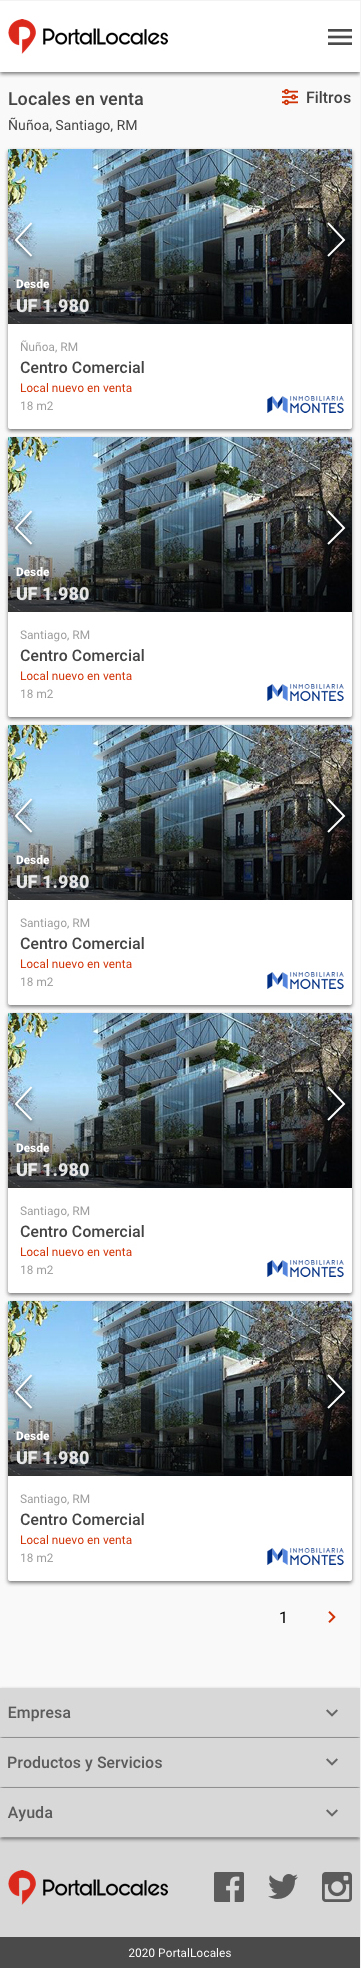 PortalLocales
Locales en venta
Filtros
Ñuñoa, Santiago, RM
Desde
UF 1.980
Ñuñoa, RM
Centro Comercial
Local nuevo en venta
18 m2
INMOBILIARIA
MONTES
Desde
UF 1.980
Santiago, RM
Centro Comercial
Local nuevo en venta
18 m2
INMOBILIARIA
MONTES
Desde
UF 1.980
Santiago, RM
Centro Comercial
Local nuevo en venta
18 m2
INMOBILIARIA
MONTES
Desde
UF 1.980
Santiago, RM
Centro Comercial
Local nuevo en venta
18 m2
INMOBILIARIA
MONTES
Desde
UF 1.980
Santiago, RM
Centro Comercial
Local nuevo en venta
18 m2
INMOBILIARIA
MONTES
1
Empresa
Productos y Servicios
Ayuda
PortalLocales
2020 PortalLocales